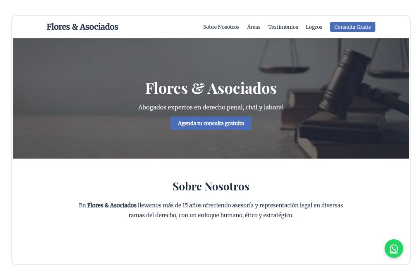 Flores & Asociados
Sobre Nosotros Áreas Testimonios Logros Consulta Gratis
Flores & Asociados
Abogados expertos en derecho penal, civil y laboral
Agenda tu consulta gratuita
Sobre Nosotros
En Flores & Asociados llevamos más de 15 años ofreciendo asesoría y representación legal en diversas
ramas del derecho, con un enfoque humano, ético y estratégico.